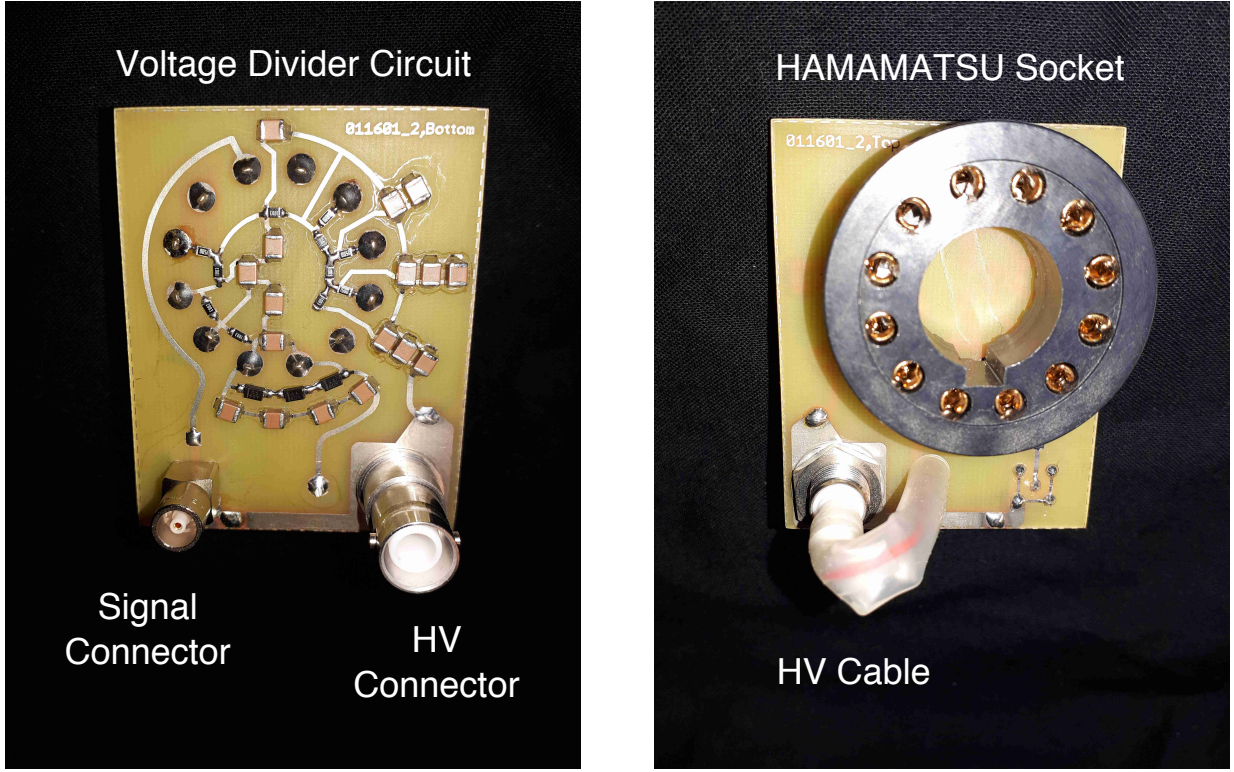 Voltage Divider Circuit
011601_2,Bottom
Signal
Connector
HV
Connector
HAMAMATSU Socket
011601_2,Top
HV Cable